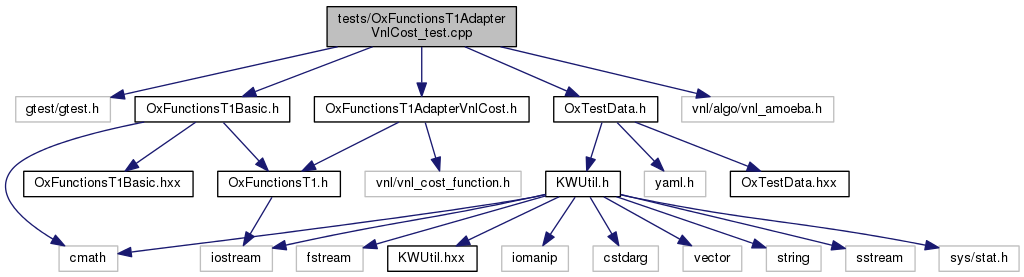 tests/OxFunctionsT1Adapter
VnlCost_test.cpp
gtest/gtest.h
OxFunctionsT1Basic.h
OxFunctionsT1AdapterVnlCost.h
OxTestData.h
vnl/algo/vnl_amoeba.h
OxFunctionsT1Basic.hxx
OxFunctionsT1.h
vnl/vnl_cost_function.h
KWUtil.h
yaml.h
OxTestData.hxx
cmath
iostream
fstream
KWUtil.hxx
iomanip
cstdarg
vector
string
sstream
sys/stat.h